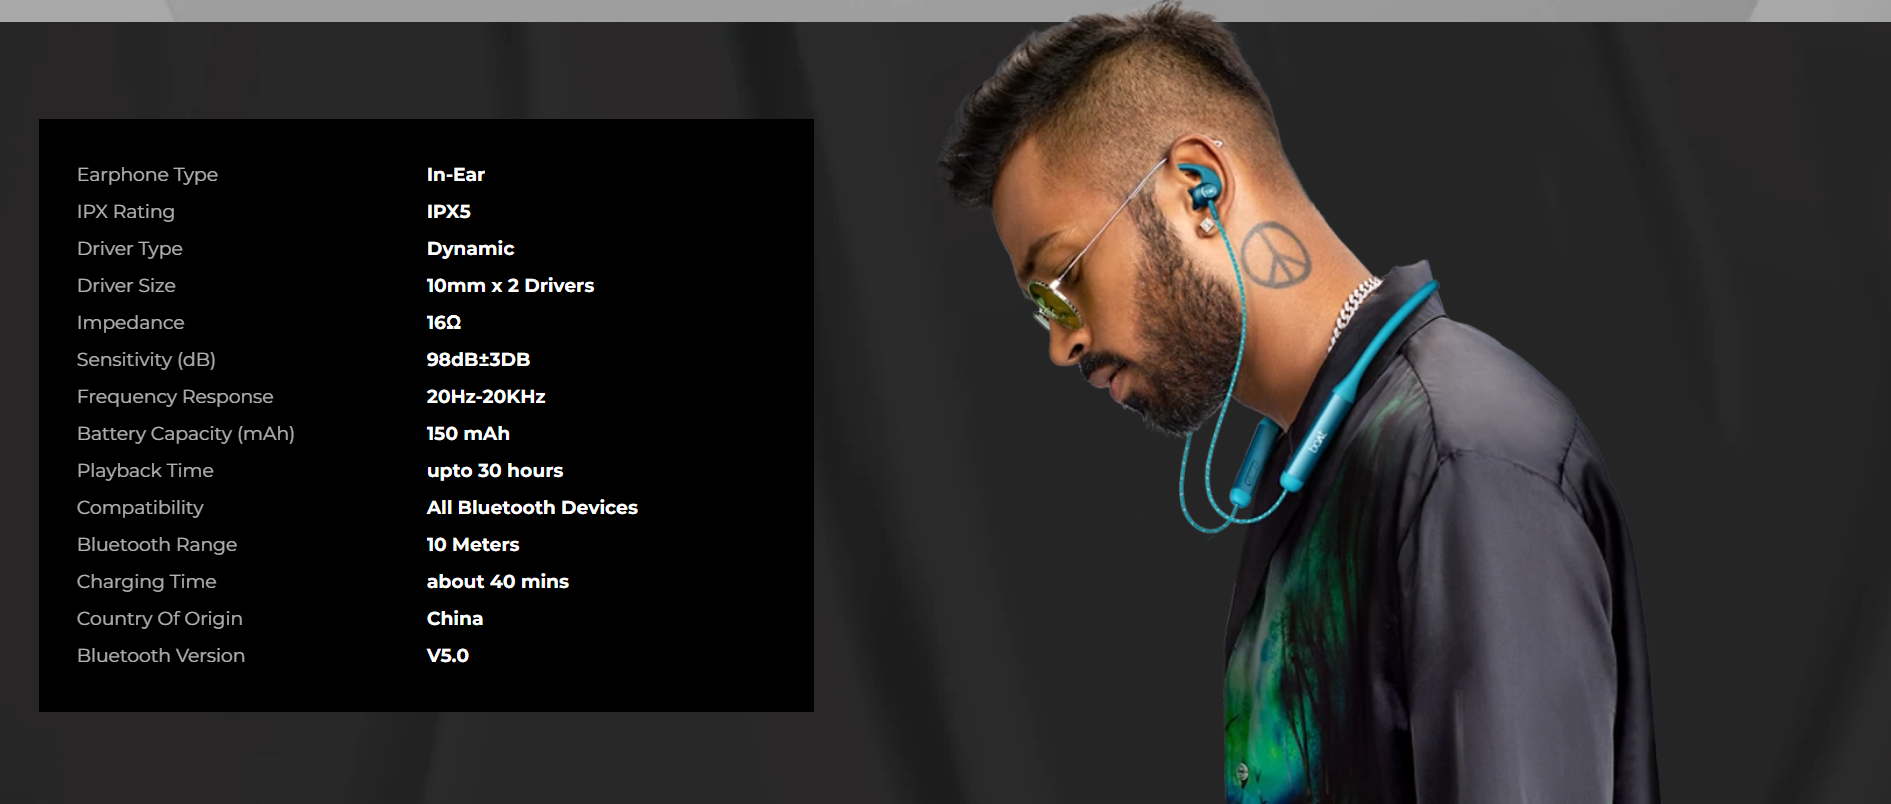 Earphone Type In-Ear
IPX Rating IPX5
Driver Type Dynamic
Driver Size 10mm x 2 Drivers
Impedance 16Ω
Sensitivity (dB) 98dB±3DB
Frequency Response 20Hz-20KHz
Battery Capacity (mAh) 150 mAh
Playback Time upto 30 hours
Compatibility All Bluetooth Devices
Bluetooth Range 10 Meters
Charging Time about 40 mins
Country Of Origin China
Bluetooth Version V5.0
boAt